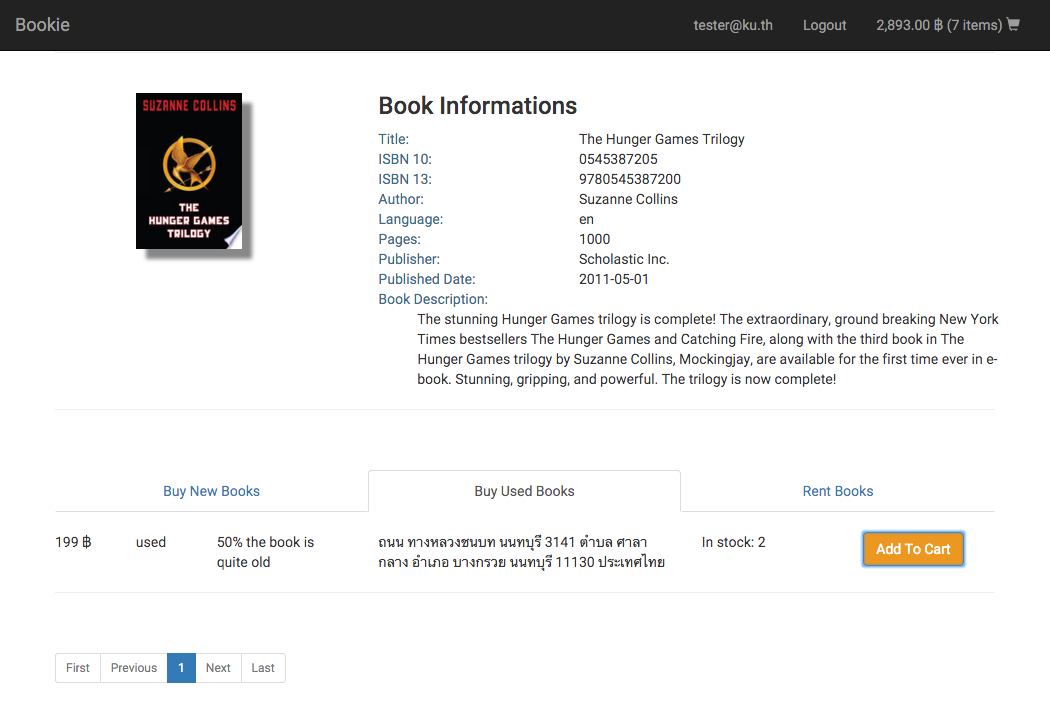 Bookie
tester@ku.th Logout 2,893.00 ฿ (7 items)
SUZANNE COLLINS
THE
HUNGER GAMES
TRILOGY
Book Informations
Title: The Hunger Games Trilogy
ISBN 10: 0545387205
ISBN 13: 9780545387200
Author: Suzanne Collins
Language: en
Pages: 1000
Publisher: Scholastic Inc.
Published Date: 2011-05-01
Book Description:
The stunning Hunger Games trilogy is complete! The extraordinary, ground breaking New York
Times bestsellers The Hunger Games and Catching Fire, along with the third book in The
Hunger Games trilogy by Suzanne Collins, Mockingjay, are available for the first time ever in e-
book. Stunning, gripping, and powerful. The trilogy is now complete!
Buy New Books Buy Used Books Rent Books
199 ฿ used 50% the book is
quite old
ถนน ทางหลวงชนบท นนทบุรี 3141 ตำบล ศาลา
กลาง อำเภอ บางกรวย นนทบุรี 11130 ประเทศไทย
In stock: 2
Add To Cart
First Previous 1 Next Last